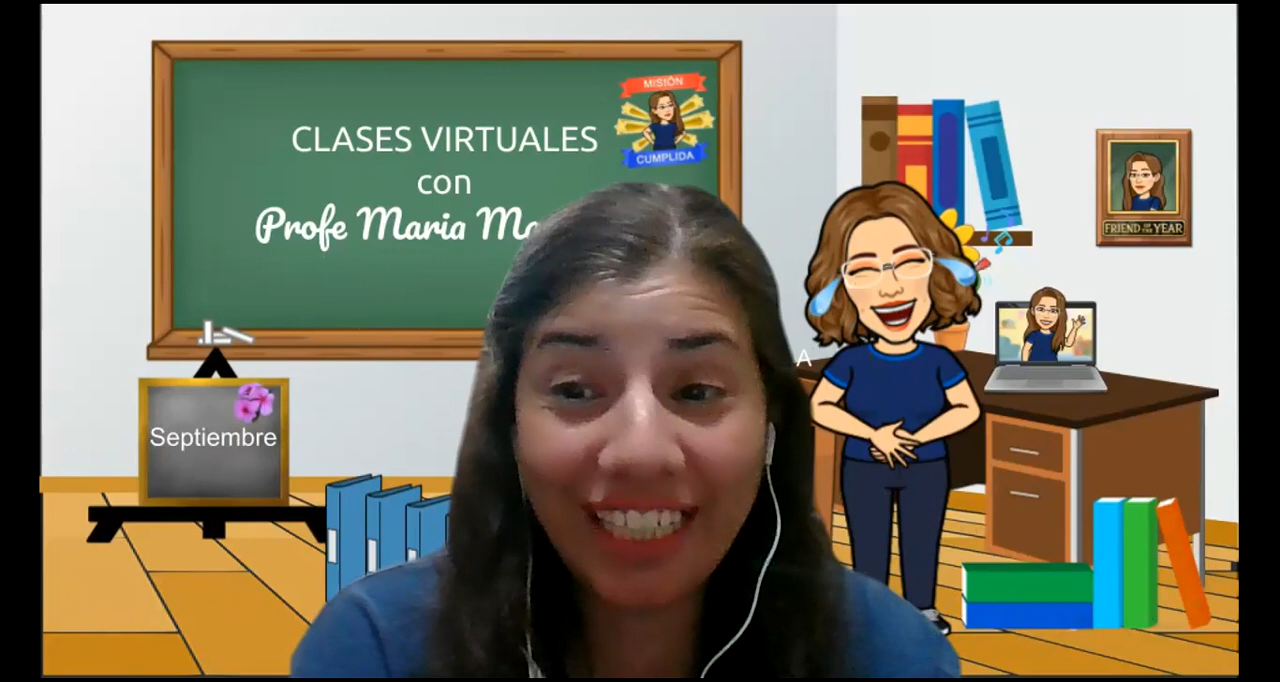 MISIÓN
CUMPLIDA
CLASES VIRTUALES
con
Profe Maria
Septiembre
FRIEND OF THE YEAR
A